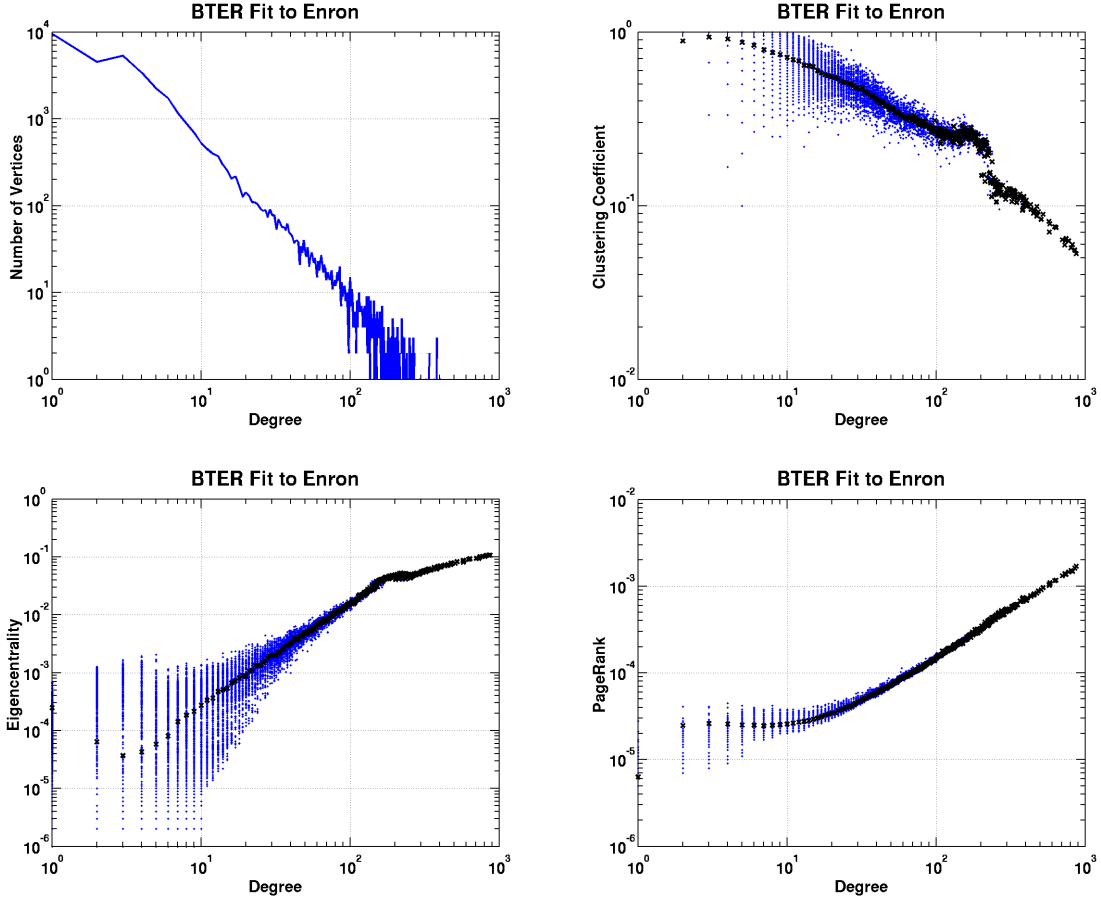 BTER Fit to Enron
10^4
10^3
10^2
10^1
10^0
Number of Vertices
10^0 10^1 10^2 10^3
Degree
BTER Fit to Enron
10^0
10^-1
10^-2
Clustering Coefficient
10^0 10^1 10^2 10^3
Degree
BTER Fit to Enron
10^0
10^-1
10^-2
10^-3
10^-4
10^-5
10^-6
Eigencentrality
10^0 10^1 10^2 10^3
Degree
BTER Fit to Enron
10^-2
10^-3
10^-4
10^-5
10^-6
PageRank
10^0 10^1 10^2 10^3
Degree